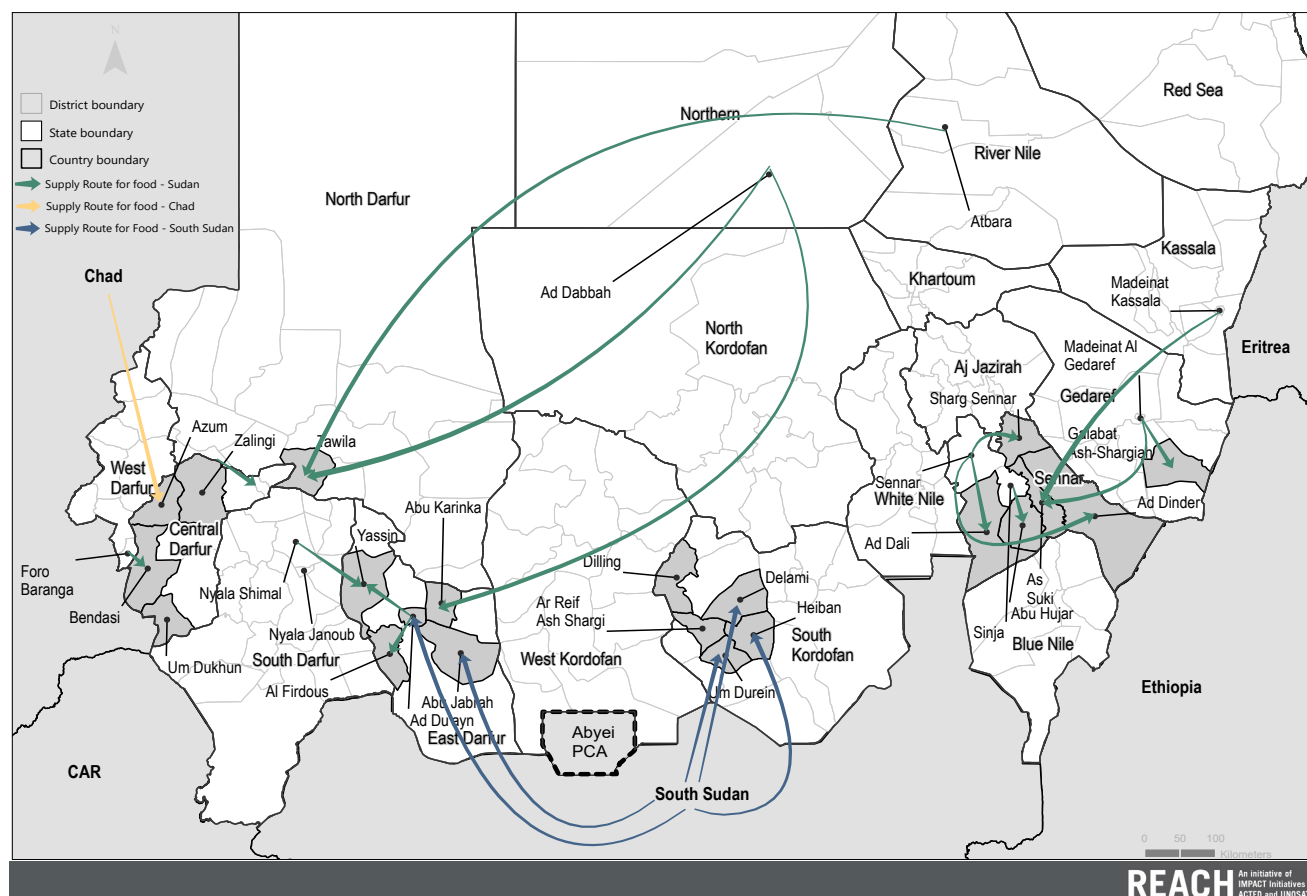 N
District boundary
State boundary
Country boundary
Supply Route for food - Sudan
Supply Route for food - Chad
Supply Route for Food - South Sudan
Northern
Red Sea
River Nile
North Darfur
Atbara
Kassala
Chad
Khartoum
Madeinat
Kassala
Ad Dabbah
North
Kordofan
Eritrea
Madeinat Al
Gedaref
Aj Jazirah
Gedaref
Sharg Sennar
Azum
Zalingi
Tawila
Galabat
Ash-Shargian
West
Darfur
Sennar
Sennar
White Nile
Ad Dinder
Abu Karinka
Central
Darfur
Yassin
Ad Dali
Foro
Baranga
Dilling
Delami
Nyala Shimal
As
Suki
Bendasi
Ar Reif
Ash Shargi
Heiban
Abu Hujar
Nyala Janoub
Sinja
South
Kordofan
Blue Nile
Um Dukhun
South Darfur
West Kordofan
Al Firdous
Um Durein
Ethiopia
Abu Jabrah
Ad Du'ayn
East Darfur
Abyei
PCA
CAR
South Sudan
0 50 100
Kilometers
REACH
An initiative of
IMPACT Initiatives
ACTED and UNOSAT